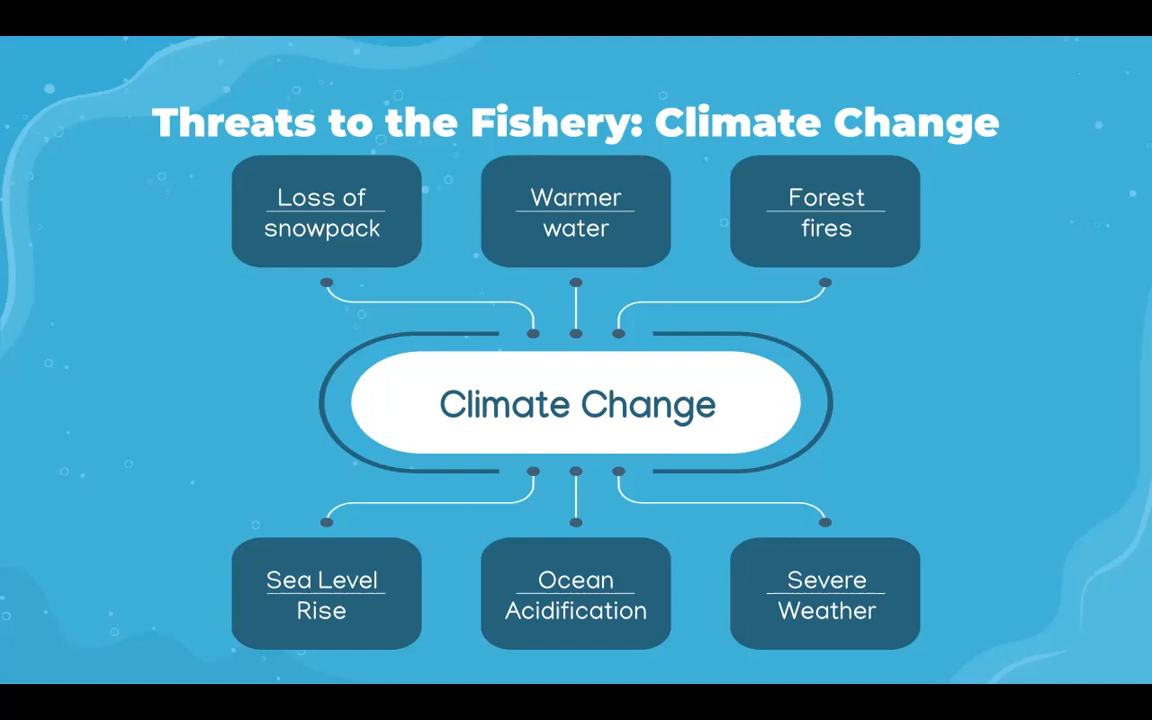 Threats to the Fishery: Climate Change
Loss of
snowpack
Warmer
water
Forest
fires
Climate Change
Sea Level
Rise
Ocean
Acidification
Severe
Weather